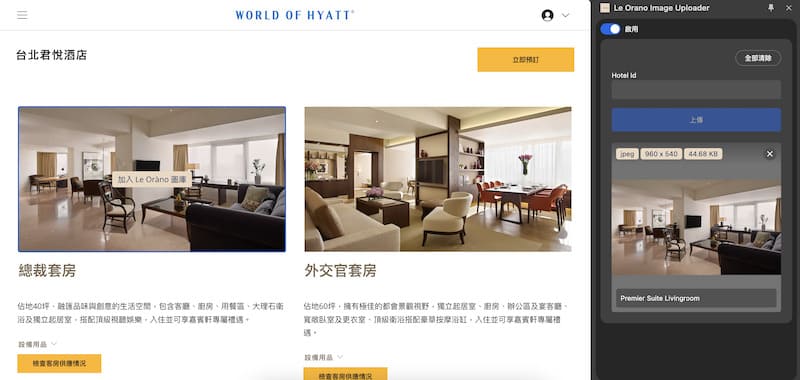 WORLD OF HYATT®
台北君悅酒店
立即預訂
加入 Le Oràno 圖庫
總裁套房
佔地40坪，融匯品味與創意的生活空間，包含客廳、廚房、用餐區、大理石衛
浴及獨立起居室，搭配頂級視聽娛樂，入住並可享嘉賓軒專屬禮遇。
設備用品
檢查客房供應情況
外交官套房
佔地60坪，擁有極佳的都會景觀視野，獨立起居室、廚房、辦公區及宴客廳、
寬敞臥室及更衣室、頂級衛浴搭配豪華按摩浴缸，入住並可享嘉賓軒專屬禮
遇。
設備用品
檢查客房供應情況
Le Orano Image Uploader
啟用
全部清除
Hotel Id
上傳
jpeg
960 x 540
44.68 KB
Premier Suite Livingroom